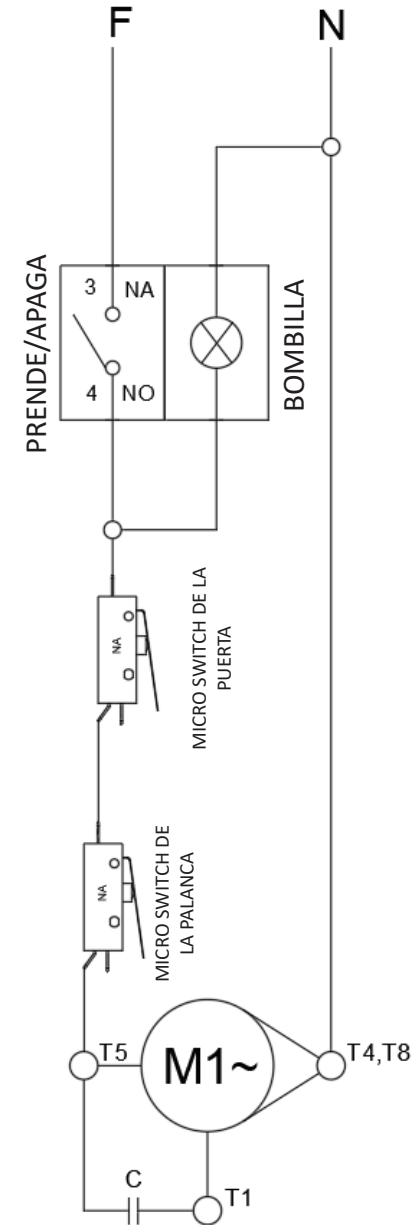 F
N
PRENDE/APAGA
3 NA
4 NO
BOMBILLA
NA
MICRO SWITCH DE LA
PUERTA
NA
MICRO SWITCH DE
LA PALANCA
T5
M1~
T4,T8
C
T1